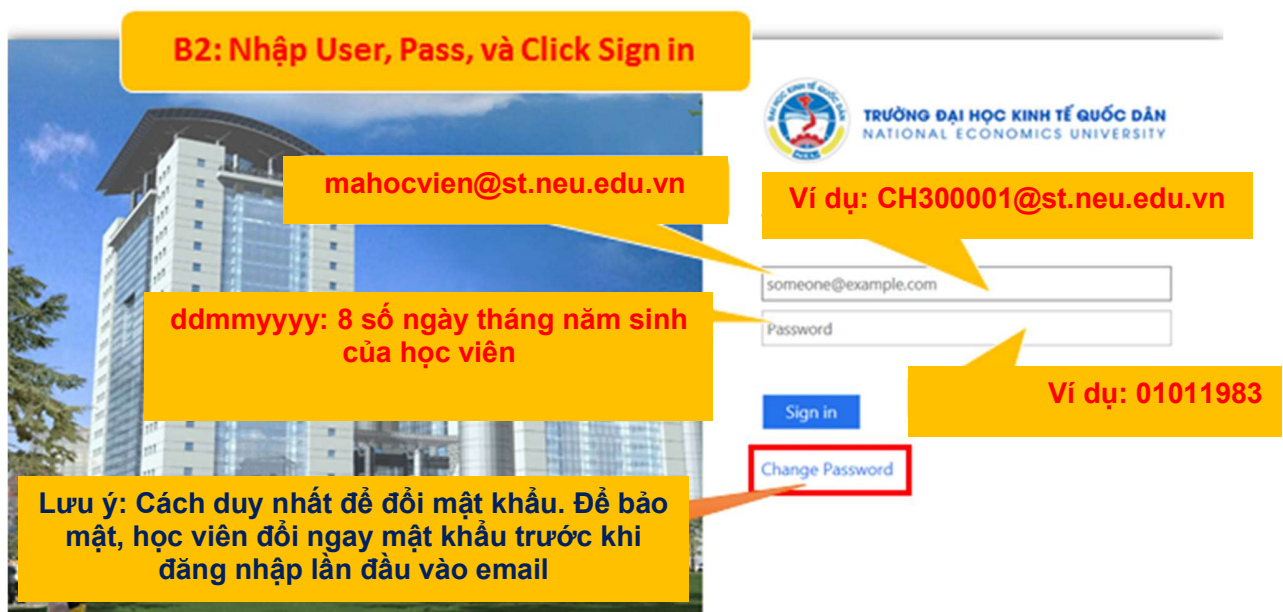 B2: Nhập User, Pass, và Click Sign in
TRƯỜNG ĐẠI HỌC KINH TẾ QUỐC DÂN
NATIONAL ECONOMICS UNIVERSITY
mahocvien@st.neu.edu.vn
Ví dụ: CH300001@st.neu.edu.vn
someone@example.com
ddmmyyyy: 8 số ngày tháng năm sinh
của học viên
Password
Ví dụ: 01011983
Sign in
Change Password
Lưu ý: Cách duy nhất để đổi mật khẩu. Để bảo
mật, học viên đổi ngay mật khẩu trước khi
đăng nhập lần đầu vào email